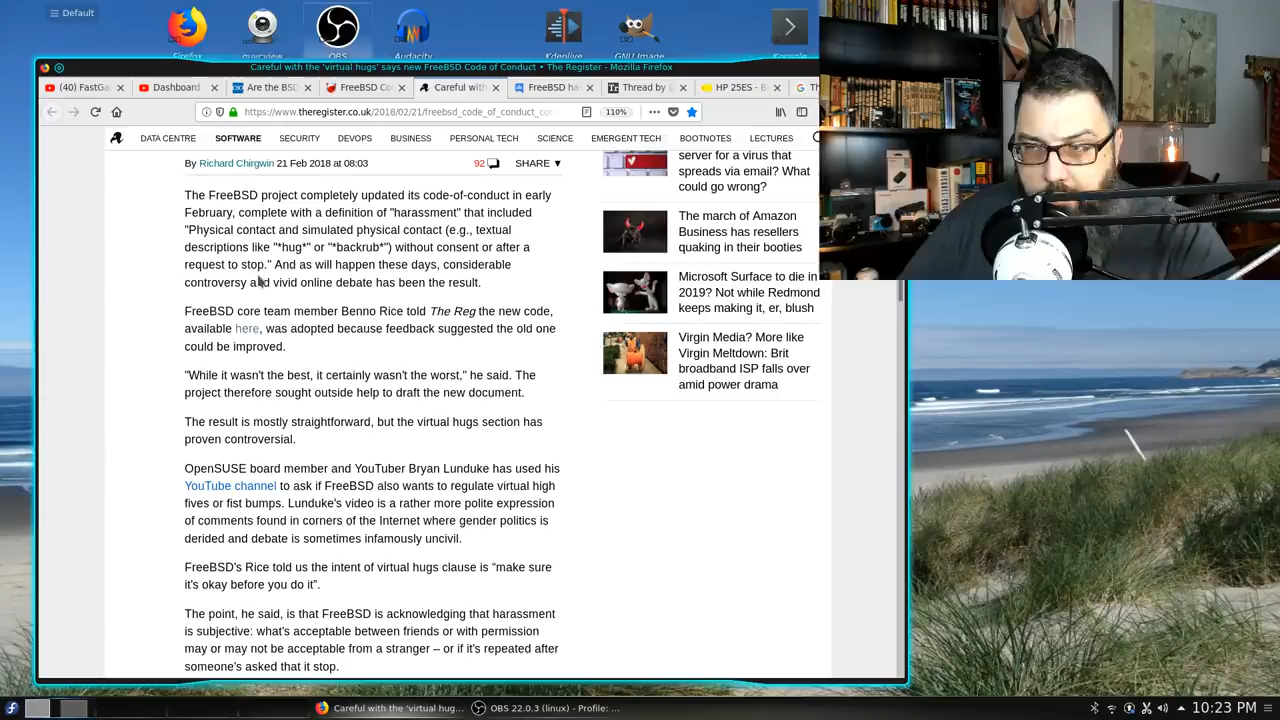 Default
Firefox
guvcview
OBS
Audacity
Kdenlive
GNU Image
Konsole
Careful with the 'virtual hugs' says new FreeBSD Code of Conduct • The Register - Mozilla Firefox
(40) FastGa
Dashboard
Are the BSD
FreeBSD Co
Careful with
FreeBSD ha
Thread by @
HP 25ES - B
G Th
https://www.theregister.co.uk/2018/02/21/freebsd_code_of_conduct_co
110%
DATA CENTRE SOFTWARE SECURITY DEVOPS BUSINESS PERSONAL TECH SCIENCE EMERGENT TECH BOOTNOTES LECTURES
By Richard Chirgwin 21 Feb 2018 at 08:03 92 SHARE ▼
The FreeBSD project completely updated its code-of-conduct in early
February, complete with a definition of "harassment" that included
"Physical contact and simulated physical contact (e.g., textual
descriptions like "*hug*" or "*backrub*") without consent or after a
request to stop." And as will happen these days, considerable
controversy and vivid online debate has been the result.
FreeBSD core team member Benno Rice told The Reg the new code,
available here, was adopted because feedback suggested the old one
could be improved.
"While it wasn't the best, it certainly wasn't the worst," he said. The
project therefore sought outside help to draft the new document.
The result is mostly straightforward, but the virtual hugs section has
proven controversial.
OpenSUSE board member and YouTuber Bryan Lunduke has used his
YouTube channel to ask if FreeBSD also wants to regulate virtual high
fives or fist bumps. Lunduke's video is a rather more polite expression
of comments found in corners of the Internet where gender politics is
derided and debate is sometimes infamously uncivil.
FreeBSD's Rice told us the intent of virtual hugs clause is “make sure
it's okay before you do it”.
The point, he said, is that FreeBSD is acknowledging that harassment
is subjective: what's acceptable between friends or with permission
may or may not be acceptable from a stranger – or if it's repeated after
someone's asked that it stop.
server for a virus that
spreads via email? What
could go wrong?
The march of Amazon
Business has resellers
quaking in their booties
Microsoft Surface to die in
2019? Not while Redmond
keeps making it, er, blush
Virgin Media? More like
Virgin Meltdown: Brit
broadband ISP falls over
amid power drama
Careful with the 'virtual hug...
OBS 22.0.3 (linux) - Profile: ...
10:23 PM